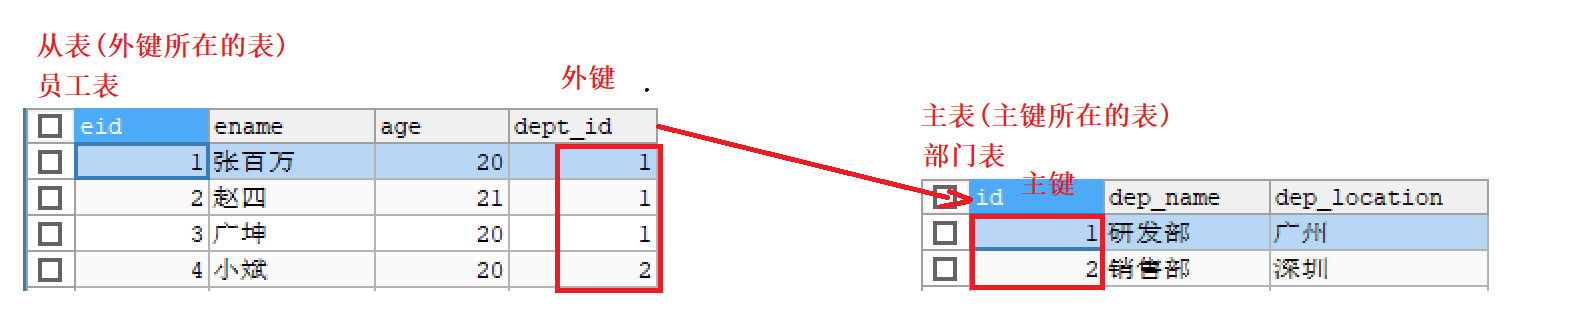 从表(外键所在的表)
员工表
外键
eid ename age dept_id
1 张百万 20 1
2 赵四 21 1
3 广坤 20 1
4 小斌 20 2
主表(主键所在的表)
部门表
主键
id dep_name dep_location
1 研发部 广州
2 销售部 深圳